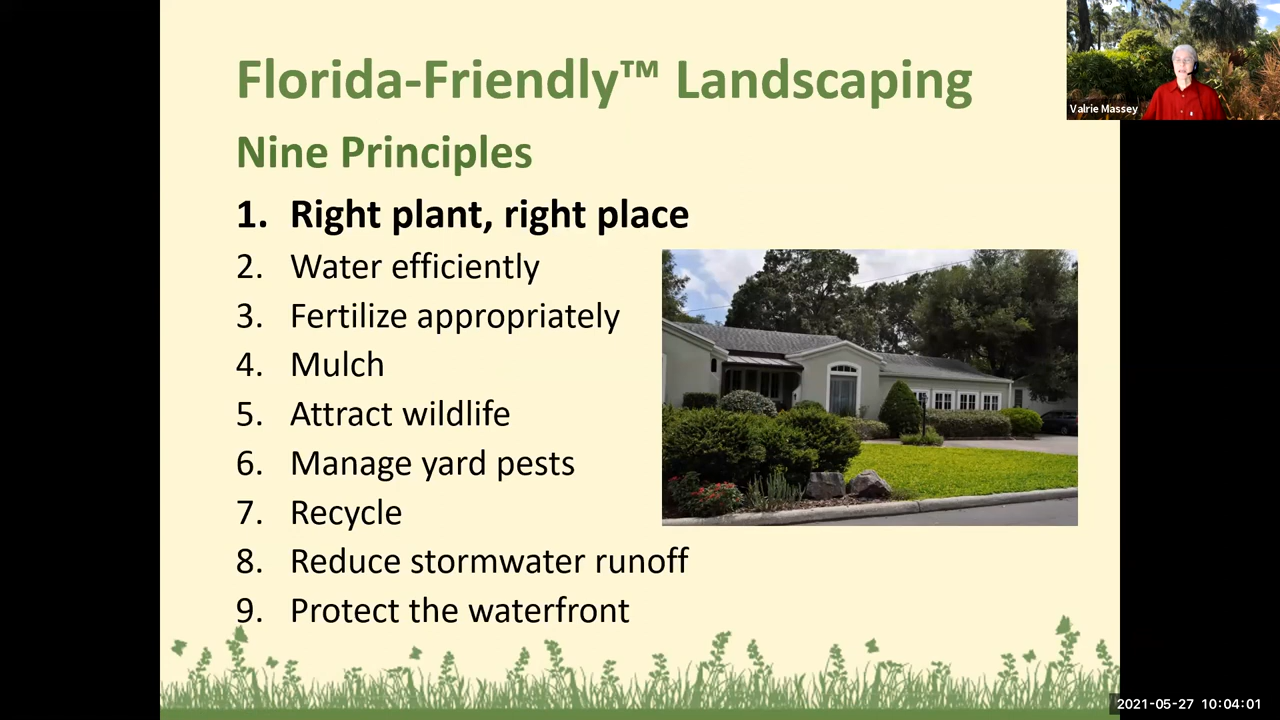 Florida-Friendly™ Landscaping
Nine Principles
1. Right plant, right place
2. Water efficiently
3. Fertilize appropriately
4. Mulch
5. Attract wildlife
6. Manage yard pests
7. Recycle
8. Reduce stormwater runoff
9. Protect the waterfront
Valrie Massey
2021-05-27 10:04:01